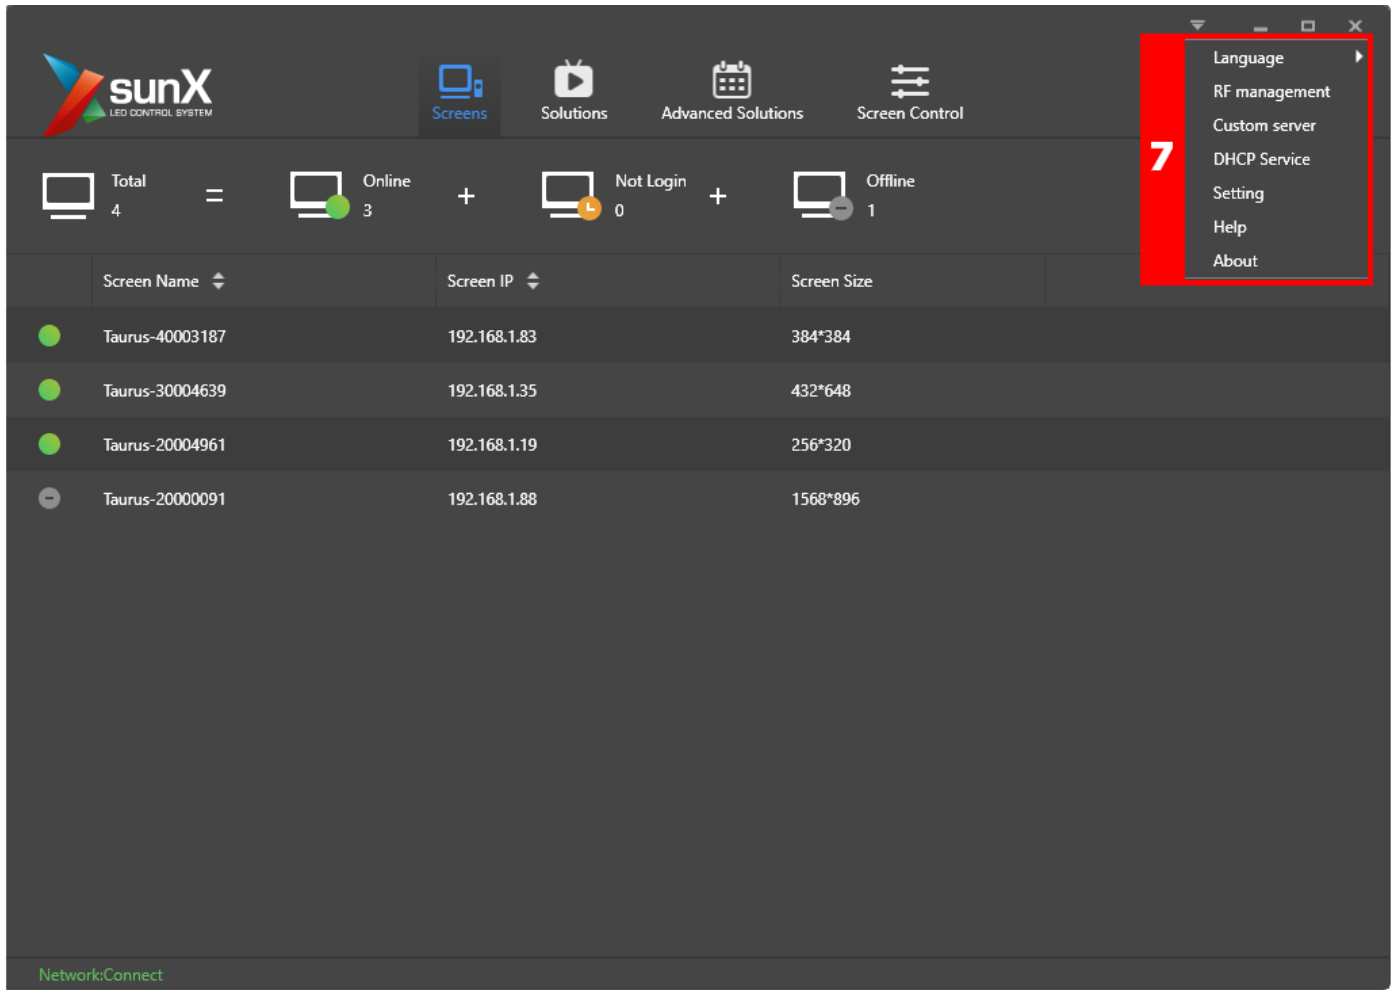 sunX
LED CONTROL SYSTEM
Screens
Solutions
Advanced Solutions
Screen Control
7
Language
RF management
Custom server
DHCP Service
Setting
Help
About
Total
4
=
Online
3
+
Not Login
0
+
Offline
1
Screen Name Screen IP Screen Size
Taurus-40003187 192.168.1.83 384*384
Taurus-30004639 192.168.1.35 432*648
Taurus-20004961 192.168.1.19 256*320
Taurus-20000091 192.168.1.88 1568*896
Network:Connect